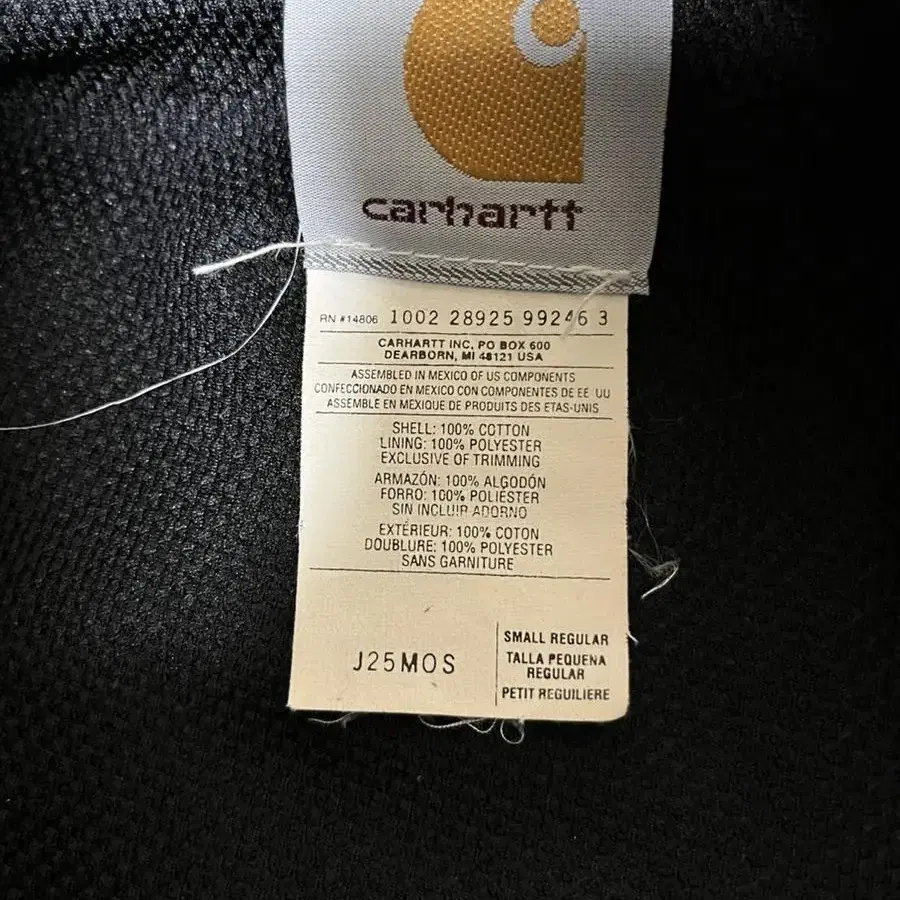 carhartt
RN #14806 1002 28925 99246 3
CARHARTT INC, PO BOX 600
DEARBORN, MI 48121 USA
ASSEMBLED IN MEXICO OF US COMPONENTS
CONFECCIONADO EN MEXICO CON COMPONENTES DE EE UU
ASSEMBLE EN MEXIQUE DE PRODUITS DES ETAS-UNIS
SHELL: 100% COTTON
LINING: 100% POLYESTER
EXCLUSIVE OF TRIMMING
ARMAZÓN: 100% ALGODÓN
FORRO: 100% POLIÉSTER
SIN INCLUIR ADORNO
EXTÉRIEUR: 100% COTON
DOUBLURE: 100% POLYESTER
SANS GARNITURE
J25MOS
SMALL REGULAR
TALLA PEQUENA
REGULAR
PETIT REGUILIERE